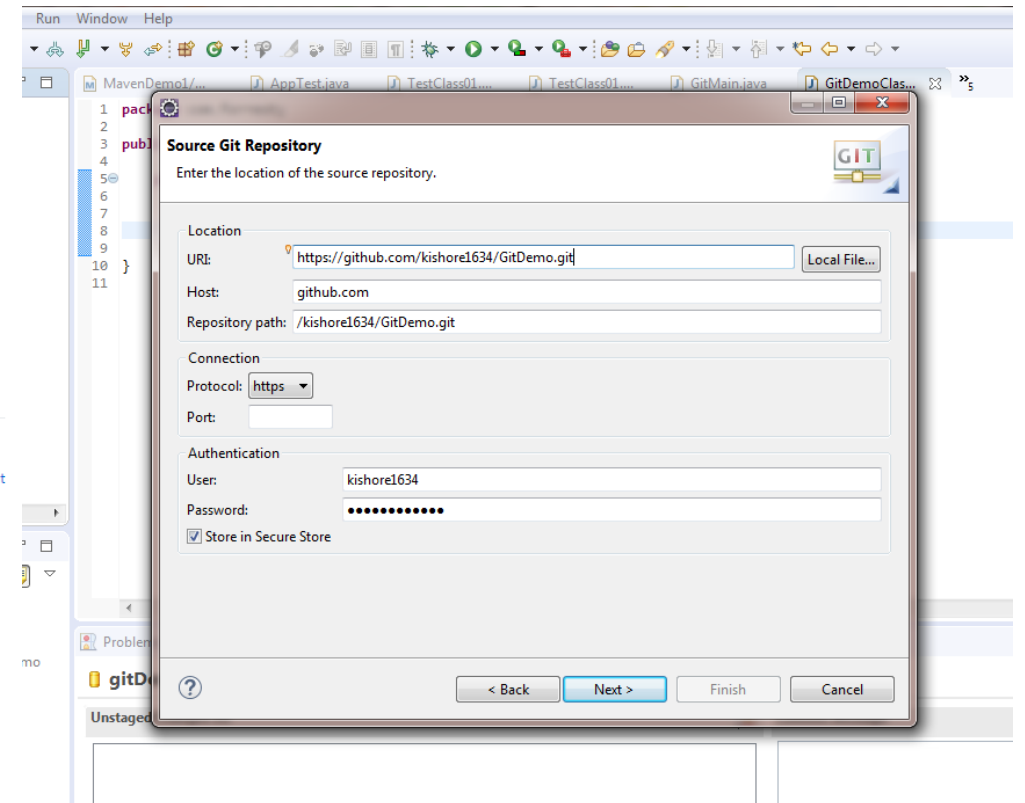 Run Window Help
MavenDemo1/... AppTest.java TestClass01.... TestClass01.... GitMain.java GitDemoClas... »5
1 pack
2
3 publ
4
5
6
7
8
9
10 }
11
Source Git Repository
Enter the location of the source repository.
GIT
Location
URI: https://github.com/kishore1634/GitDemo.git Local File...
Host: github.com
Repository path: /kishore1634/GitDemo.git
Connection
Protocol: https
Port:
Authentication
User: kishore1634
Password: ●●●●●●●●●●●●
Store in Secure Store
t
Problem
mo
gitDe
? < Back Next > Finish Cancel
Unstaged